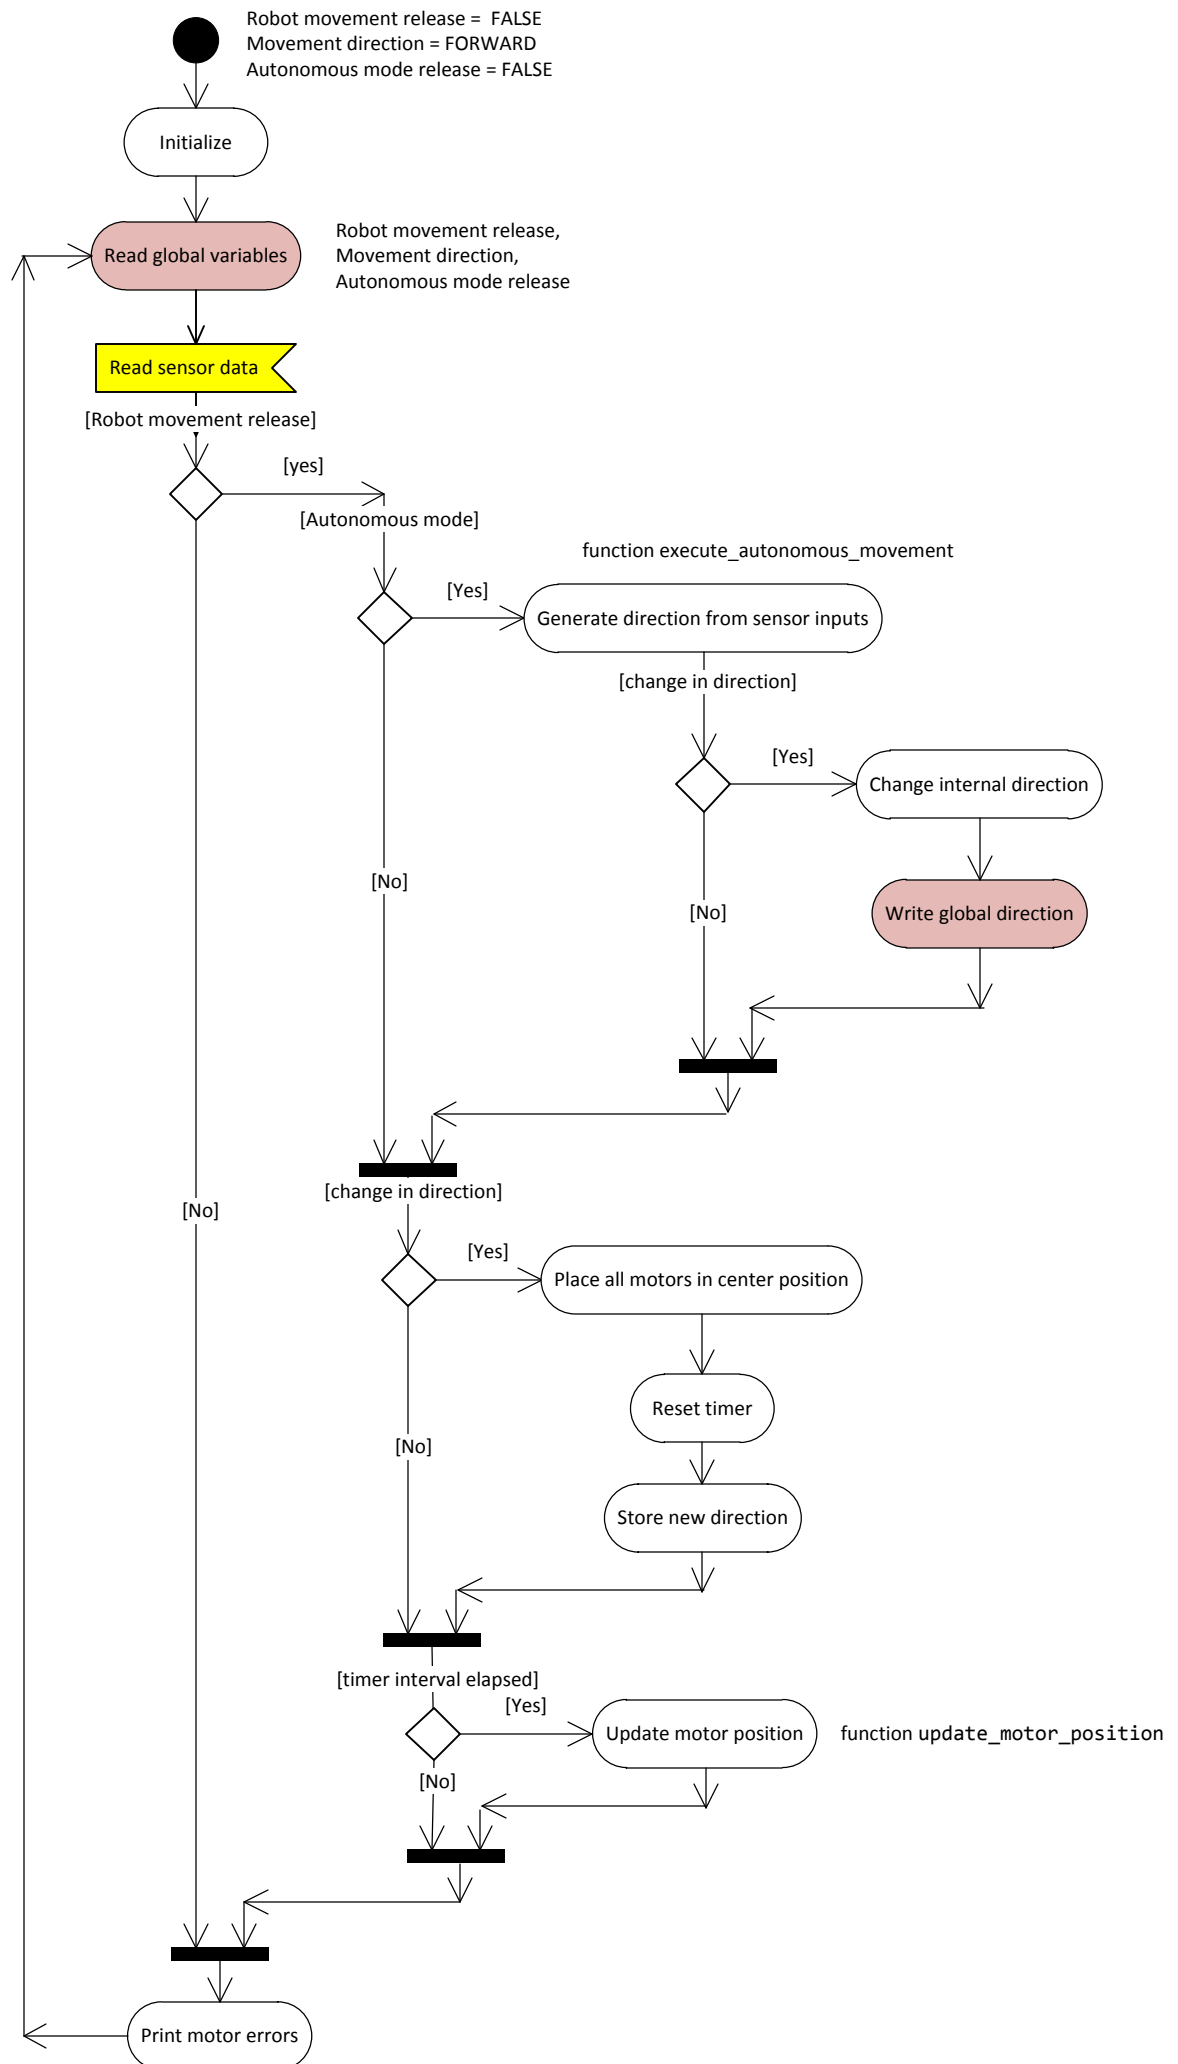 Robot movement release =  FALSE
Movement direction = FORWARD
Autonomous mode release = FALSE
Initialize
Read global variables
Robot movement release,
Movement direction,
Autonomous mode release
Read sensor data
[Robot movement release]
[yes]
[Autonomous mode]
function execute_autonomous_movement
[Yes]
Generate direction from sensor inputs
[change in direction]
[Yes]
Change internal direction
[No]
[No]
Write global direction
[No]
[change in direction]
[Yes]
Place all motors in center position
Reset timer
[No]
Store new direction
[timer interval elapsed]
[Yes]
Update motor position
function update_motor_position
[No]
Print motor errors